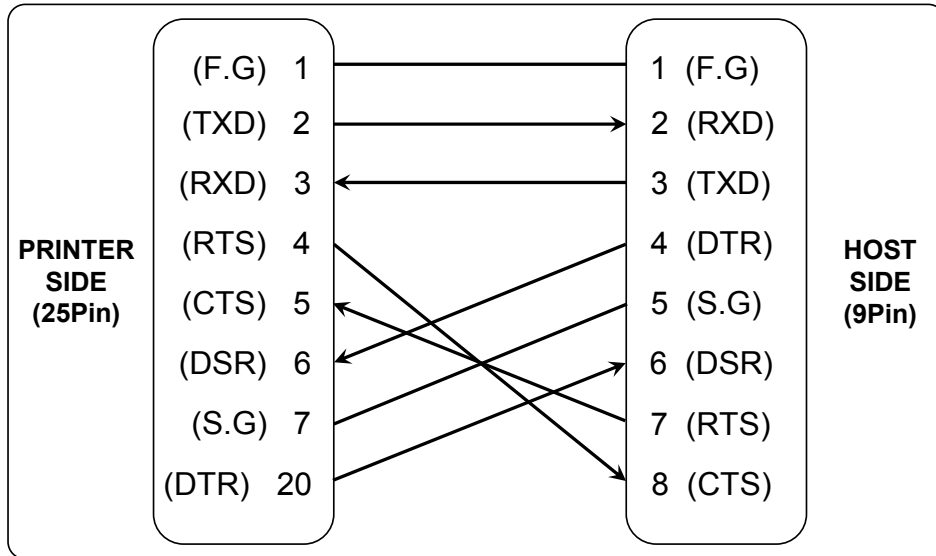 PRINTER
SIDE
(25Pin)
(F.G) 1
(TXD) 2
(RXD) 3
(RTS) 4
(CTS) 5
(DSR) 6
(S.G) 7
(DTR) 20
1 (F.G)
2 (RXD)
3 (TXD)
4 (DTR)
5 (S.G)
6 (DSR)
7 (RTS)
8 (CTS)
HOST
SIDE
(9Pin)